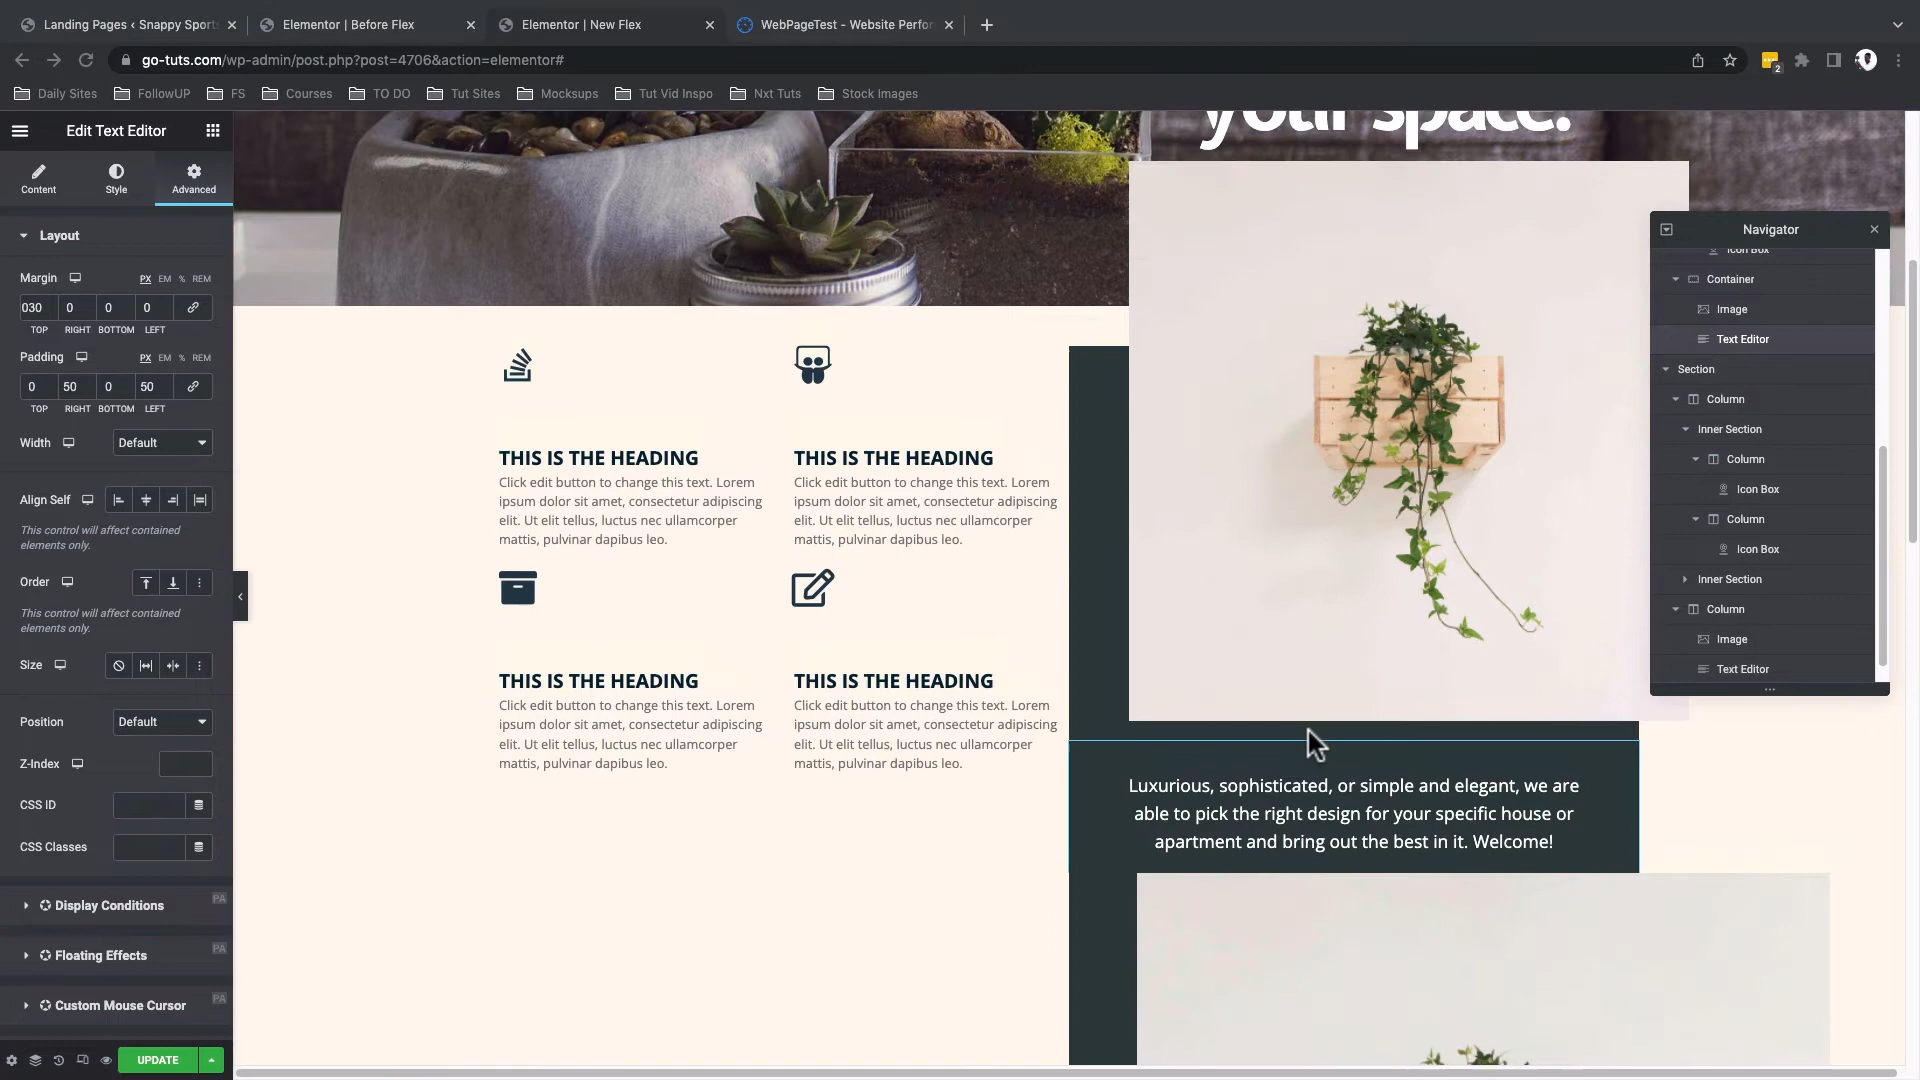 Landing Pages ‹ Snappy Sport
Elementor | Before Flex
Elementor | New Flex
WebPageTest - Website Perfor
go-tuts.com/wp-admin/post.php?post=4706&action=elementor#
2
Daily Sites
FollowUP
FS
Courses
TO DO
Tut Sites
Mocksups
Tut Vid Inspo
Nxt Tuts
Stock Images
Edit Text Editor
Content
Style
Advanced
Layout
Margin
PX EM % REM
030 0 0 0
TOP RIGHT BOTTOM LEFT
Padding
PX EM % REM
0 50 0 50
TOP RIGHT BOTTOM LEFT
Width
Default
Align Self
This control will affect contained
elements only.
Order
This control will affect contained
elements only.
Size
Position
Default
Z-Index
CSS ID
CSS Classes
Display Conditions
PA
Floating Effects
PA
Custom Mouse Cursor
PA
UPDATE
your space.
THIS IS THE HEADING
Click edit button to change this text. Lorem
ipsum dolor sit amet, consectetur adipiscing
elit. Ut elit tellus, luctus nec ullamcorper
mattis, pulvinar dapibus leo.
THIS IS THE HEADING
Click edit button to change this text. Lorem
ipsum dolor sit amet, consectetur adipiscing
elit. Ut elit tellus, luctus nec ullamcorper
mattis, pulvinar dapibus leo.
THIS IS THE HEADING
Click edit button to change this text. Lorem
ipsum dolor sit amet, consectetur adipiscing
elit. Ut elit tellus, luctus nec ullamcorper
mattis, pulvinar dapibus leo.
THIS IS THE HEADING
Click edit button to change this text. Lorem
ipsum dolor sit amet, consectetur adipiscing
elit. Ut elit tellus, luctus nec ullamcorper
mattis, pulvinar dapibus leo.
Luxurious, sophisticated, or simple and elegant, we are
able to pick the right design for your specific house or
apartment and bring out the best in it. Welcome!
Navigator
Icon Box
Container
Image
Text Editor
Section
Column
Inner Section
Column
Icon Box
Column
Icon Box
Inner Section
Column
Image
Text Editor